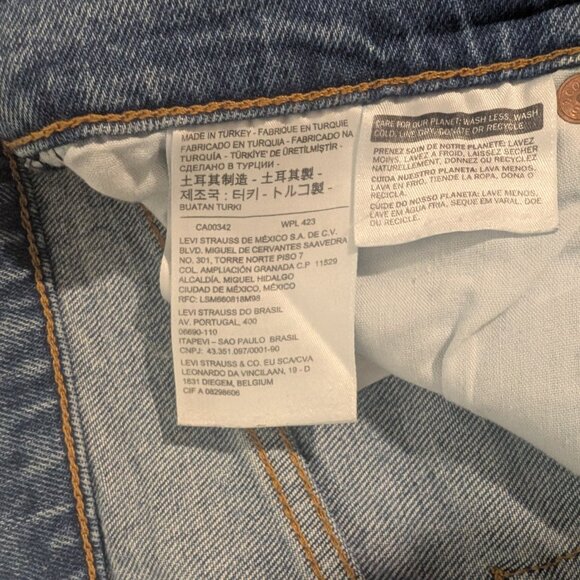 MADE IN TURKEY - FABRIQUE EN TURQUIE
FABRICADO EN TURQUIA - FABRICADO NA
TURQUÍA - TÜRKİYE'DE ÜRETİLMİŞTİR
СДЕЛАНО В ТУРЦИИ -
土耳其制造 - 土耳其製 -
제조국 : 터키 - トルコ製 -
BUATAN TURKI
CA00342 WPL 423
LEVI STRAUSS DE MÉXICO S.A. DE C.V.
BLVD. MIGUEL DE CERVANTES SAAVEDRA
NO. 301, TORRE NORTE PISO 7
COL. AMPLIACIÓN GRANADA C.P 11529
ALCALDÍA, MIGUEL HIDALGO
CIUDAD DE MÉXICO, MÉXICO
RFC: LSM660818M98
LEVI STRAUSS DO BRASIL
AV. PORTUGAL, 400
06690-110
ITAPEVI - SAO PAULO BRASIL
CNPJ: 43.351.097/0001-90
LEVI STRAUSS & CO. EU SCA/CVA
LEONARDO DA VINCILAAN, 19 - D
1831 DIEGEM, BELGIUM
CIF A 08298606
CARE FOR OUR PLANET: WASH LESS, WASH
COLD, LINE DRY, DONATE OR RECYCLE.
PRENEZ SOIN DE NOTRE PLANÈTE: LAVEZ
MOINS, LAVEZ A FROID, LAISSEZ SÉCHER
NATURELLEMENT, DONNEZ OU RECYCLEZ.
CUIDA NUESTRO PLANETA: LAVA MENOS,
LAVA EN FRIO, TIENDE LA ROPA, DONA O
RECICLA.
CUIDE DO NOSSO PLANETA: LAVE MENOS,
LAVE EM ÁGUA FRIA, SEQUE EM VARAL, DOE
OU RECICLE.